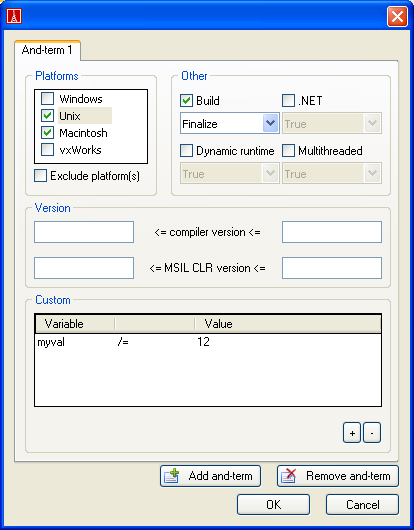 And-term 1
Platforms
Windows
Unix
Macintosh
vxWorks
Exclude platform(s)
Other
Build
.NET
Finalize
True
Dynamic runtime
Multithreaded
True
True
Version
<= compiler version <=
<= MSIL CLR version <=
Custom
Variable Value
myval /= 12
+ -
Add and-term Remove and-term
OK Cancel